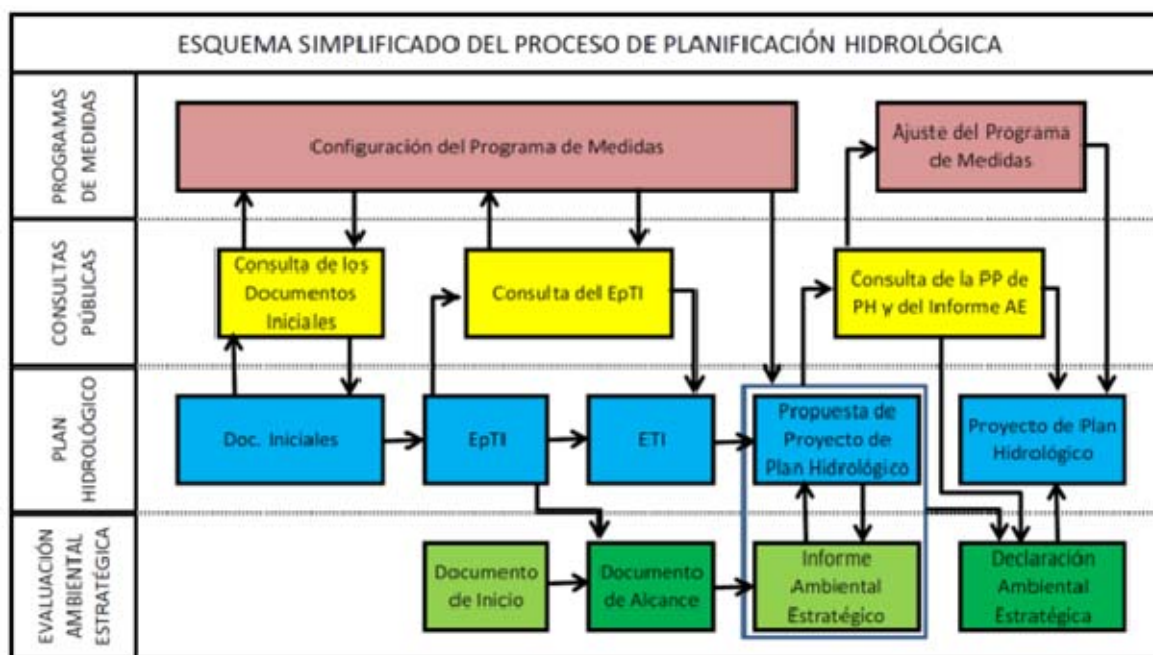 ESQUEMA SIMPLIFICADO DEL PROCESO DE PLANIFICACIÓN HIDROLÓGICA
PROGRAMAS
DE MEDIDAS
Configuración del Programa de Medidas
Ajuste del Programa
de Medidas
CONSULTAS
PÚBLICAS
Consulta de los
Documentos
Iniciales
Consulta del EpTI
Consulta de la PP de
PH y del Informe AE
PLAN
HIDROLÓGICO
Doc. Iniciales
EpTI
ETI
Propuesta de
Proyecto de
Plan Hidrológico
Proyecto de Plan
Hidrológico
EVALUACIÓN
AMBIENTAL
ESTRATÉGICA
Documento
de Inicio
Documento
de Alcance
Informe
Ambiental
Estratégico
Declaración
Ambiental
Estratégica